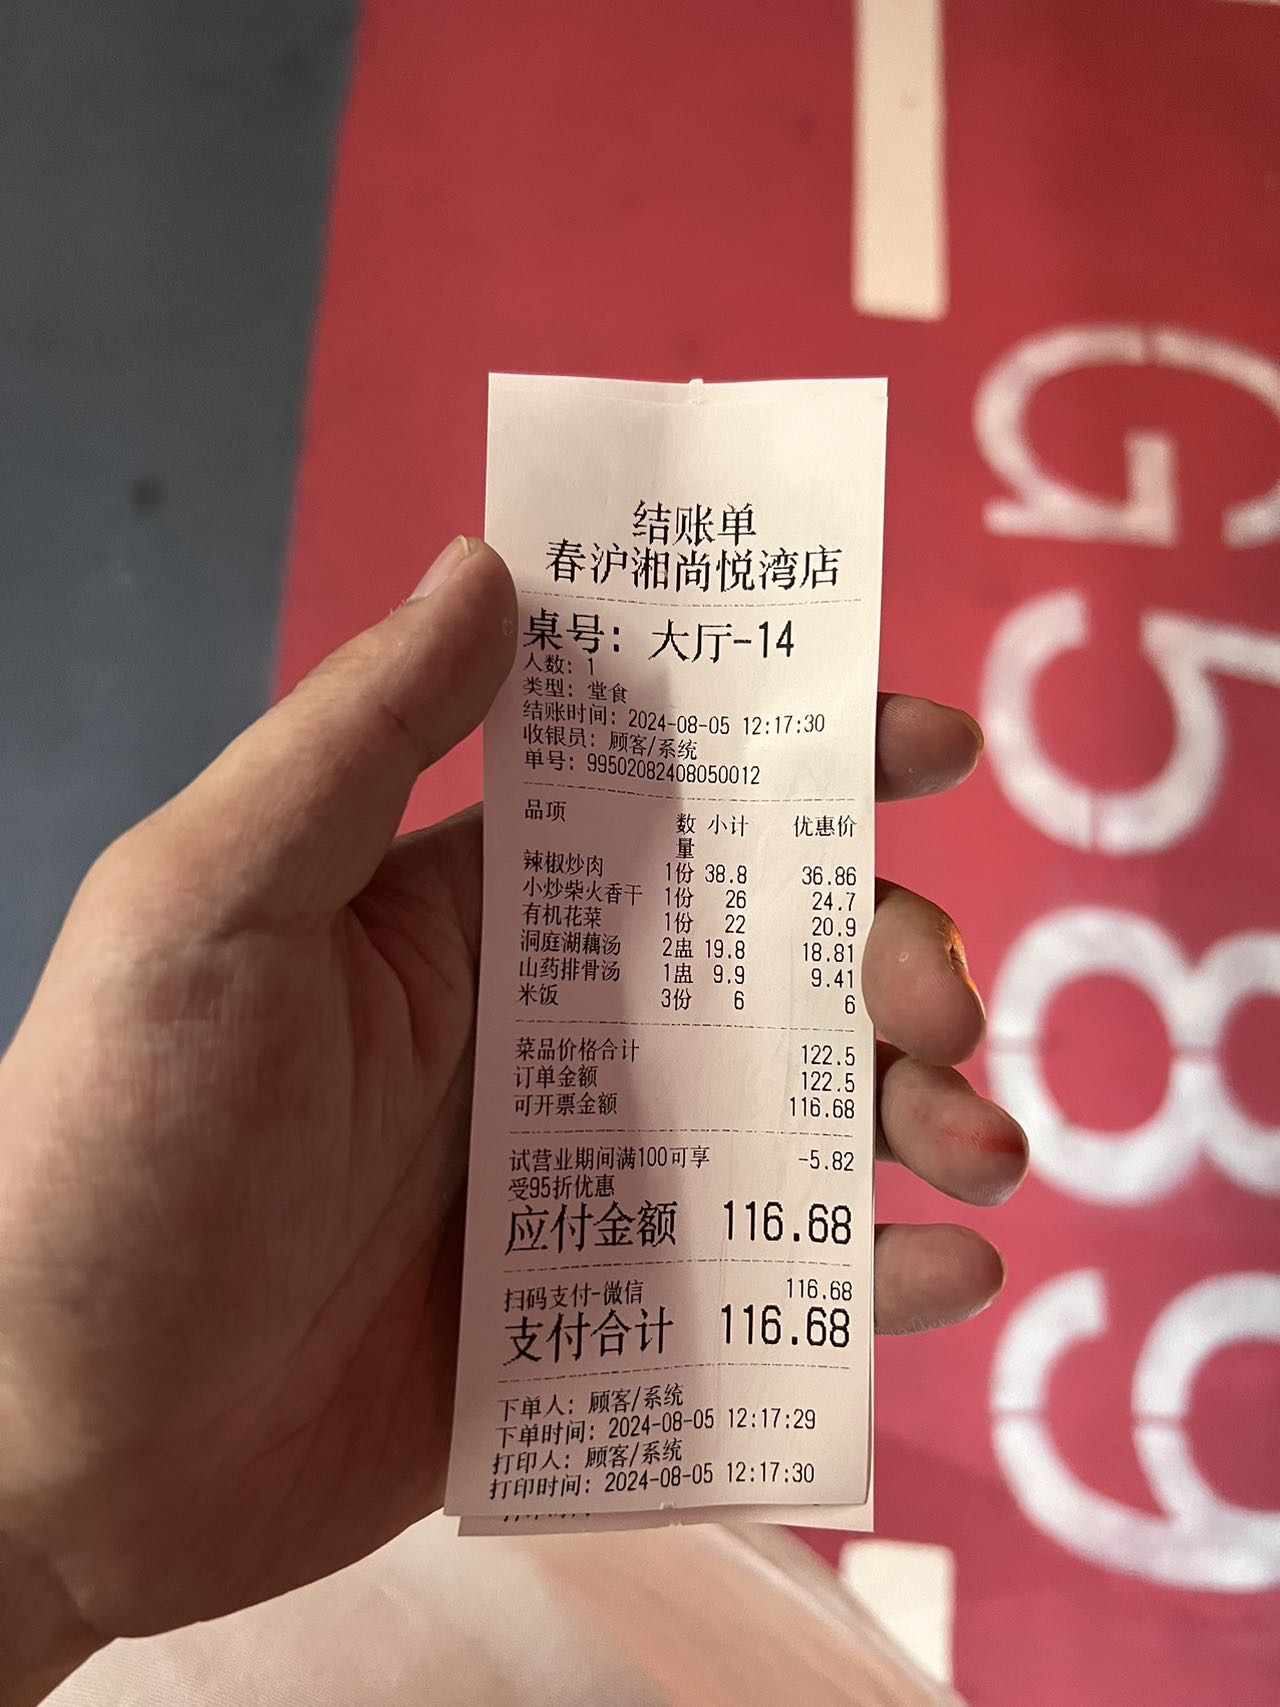 结账单
春沪湘尚悦湾店
桌号: 大厅-14
人数: 1
类型: 堂食
结账时间: 2024-08-05 12:17:30
收银员: 顾客/系统
单号: 99502082408050012
品项 数量 小计 优惠价
辣椒炒肉 1份 38.8 36.86
小炒柴火香干 1份 26 24.7
有机花菜 1份 22 20.9
洞庭湖藕汤 2盅 19.8 18.81
山药排骨汤 1盅 9.9 9.41
米饭 3份 6 6
菜品价格合计 122.5
订单金额 122.5
可开票金额 116.68
试营业期间满100可享 -5.82
受95折优惠
应付金额 116.68
扫码支付-微信 116.68
支付合计 116.68
下单人: 顾客/系统
下单时间: 2024-08-05 12:17:29
打印人: 顾客/系统
打印时间: 2024-08-05 12:17:30
G589